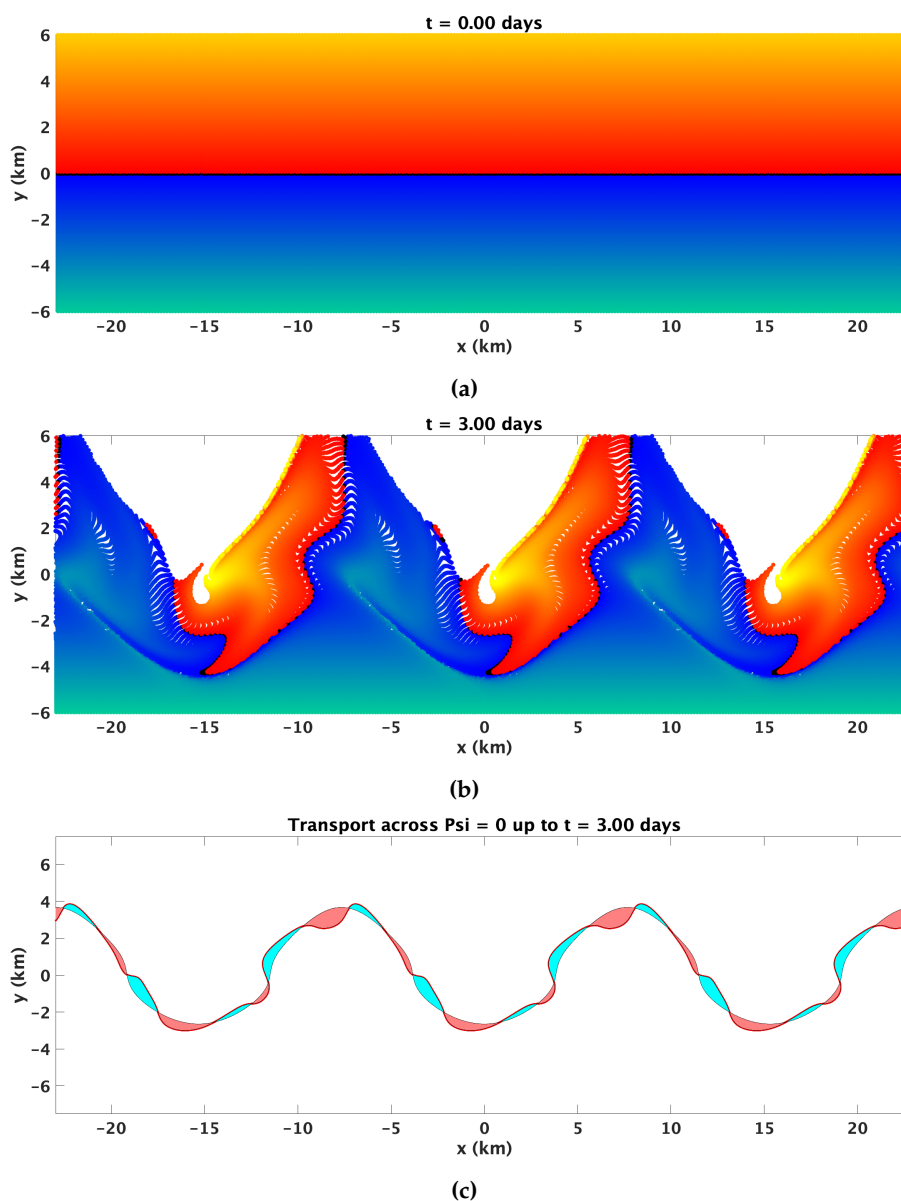 t = 0.00 days
6
4
2
0
−2
−4
−6
y (km)
−20 −15 −10 −5 0 5 10 15 20
x (km)
(a)
t = 3.00 days
6
4
2
0
−2
−4
−6
y (km)
−20 −15 −10 −5 0 5 10 15 20
x (km)
(b)
Transport across Psi = 0 up to t = 3.00 days
6
4
2
0
−2
−4
−6
y (km)
−20 −15 −10 −5 0 5 10 15 20
x (km)
(c)